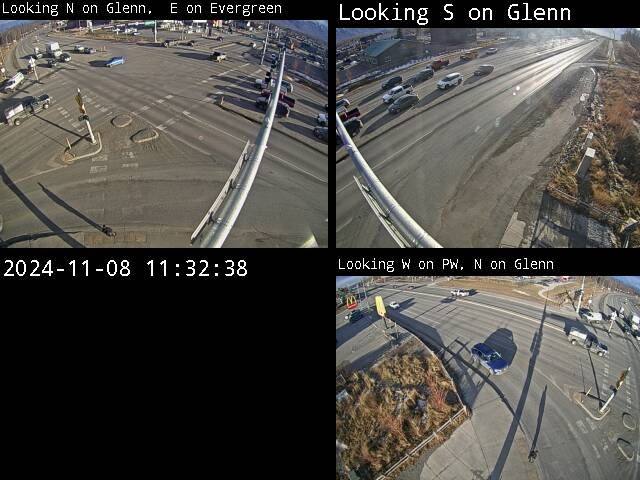 Looking N on Glenn, E on Evergreen
Looking S on Glenn
2024-11-08 11:32:38
Looking W on PW, N on Glenn